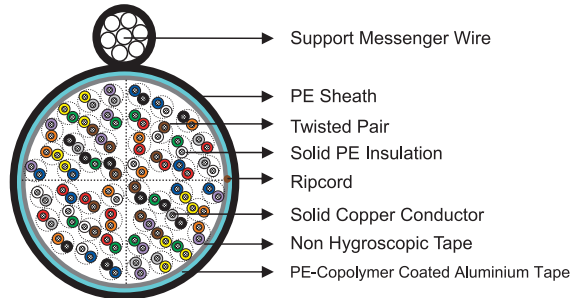 Support Messenger Wire
PE Sheath
Twisted Pair
Solid PE Insulation
Ripcord
Solid Copper Conductor
Non Hygroscopic Tape
PE-Copolymer Coated Aluminium Tape